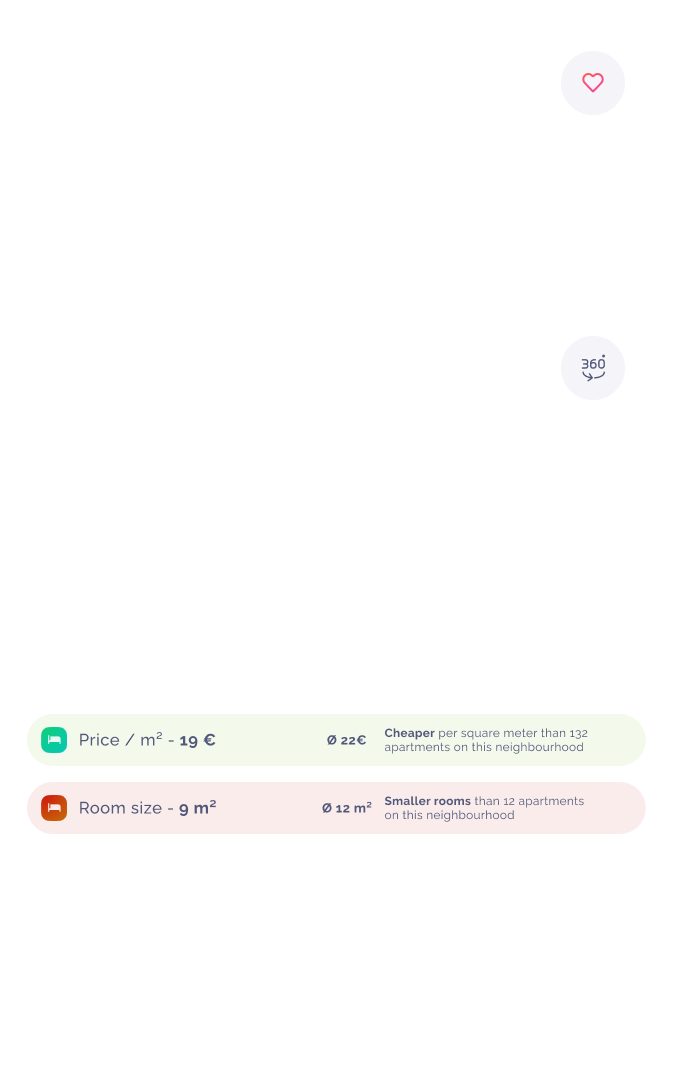 360°
Price / m² - 19 €
Ø 22€
Cheaper per square meter than 132
apartments on this neighbourhood
Room size - 9 m²
Ø 12 m²
Smaller rooms than 12 apartments
on this neighbourhood